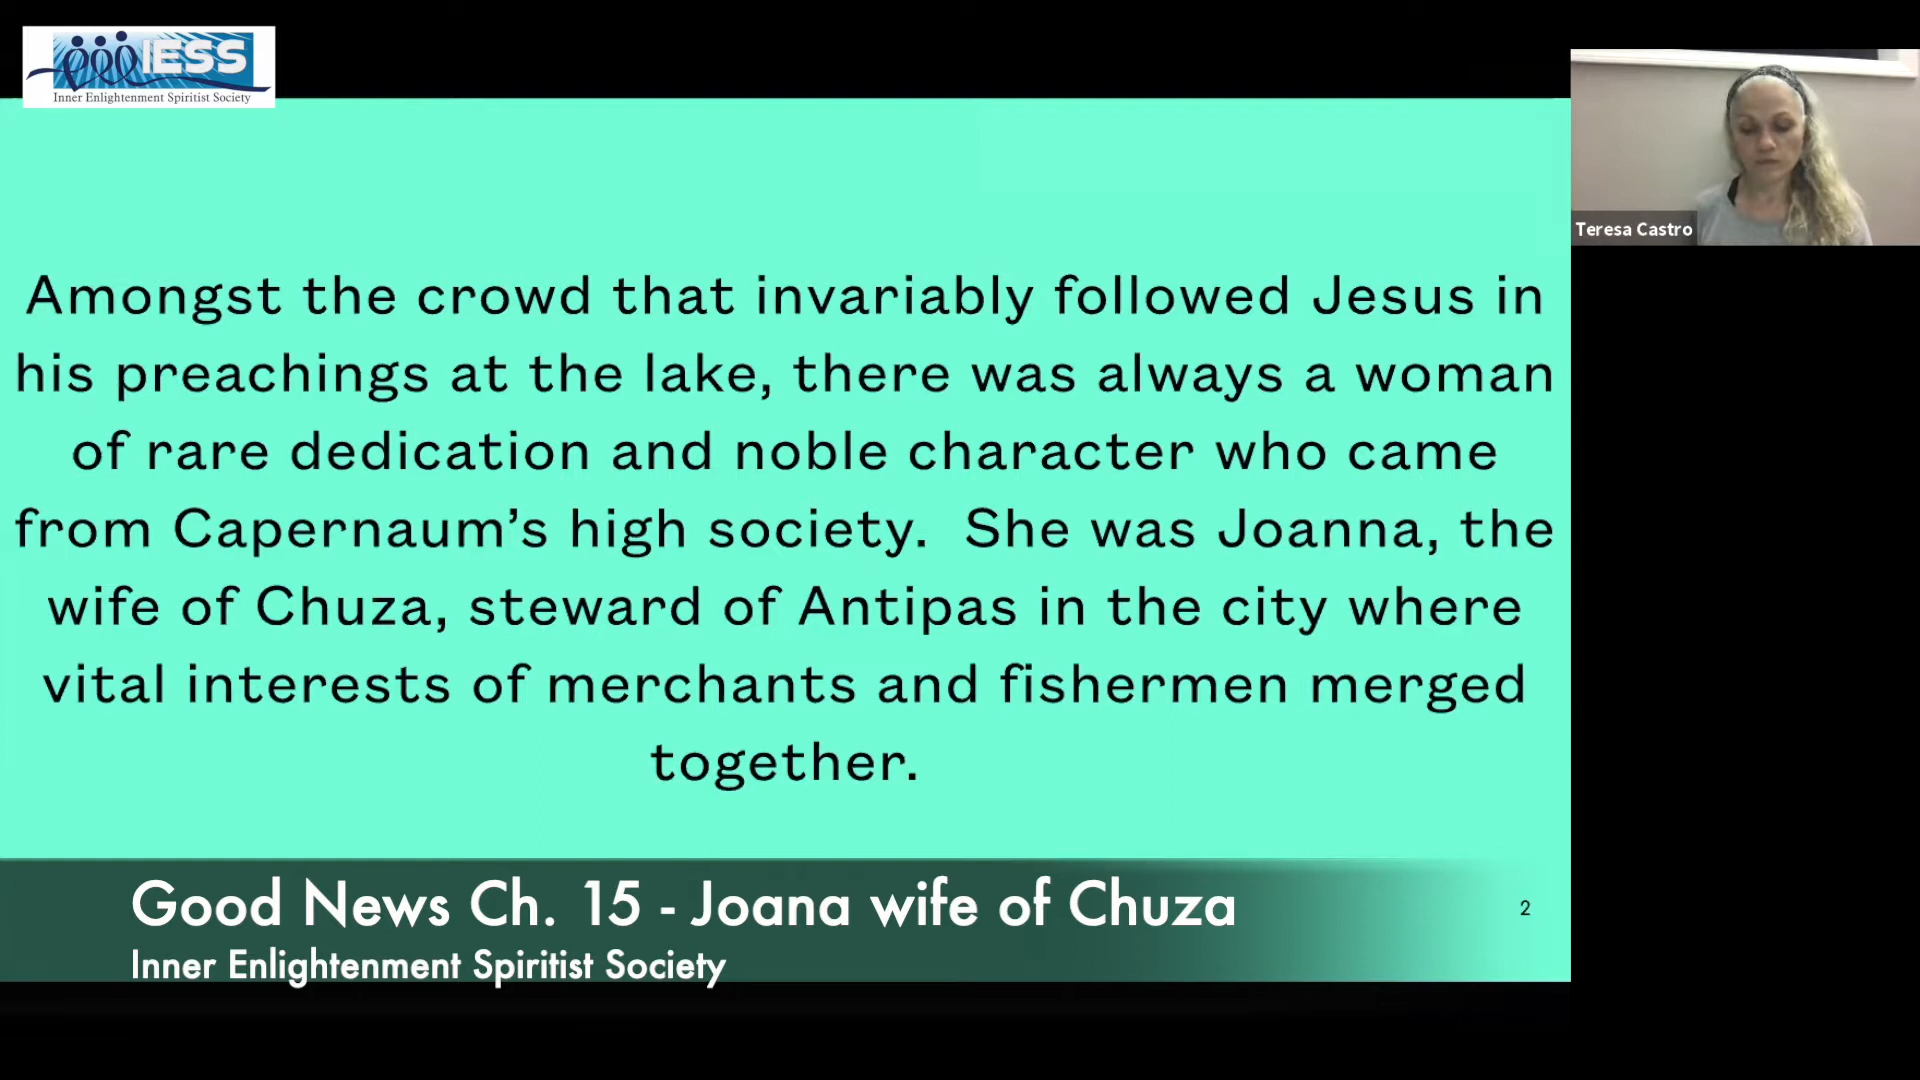 IESS
Inner Enlightenment Spiritist Society
Teresa Castro
Amongst the crowd that invariably followed Jesus in
his preachings at the lake, there was always a woman
of rare dedication and noble character who came
from Capernaum’s high society.  She was Joanna, the
wife of Chuza, steward of Antipas in the city where
vital interests of merchants and fishermen merged
together.
Good News Ch. 15 - Joana wife of Chuza
2
Inner Enlightenment Spiritist Society